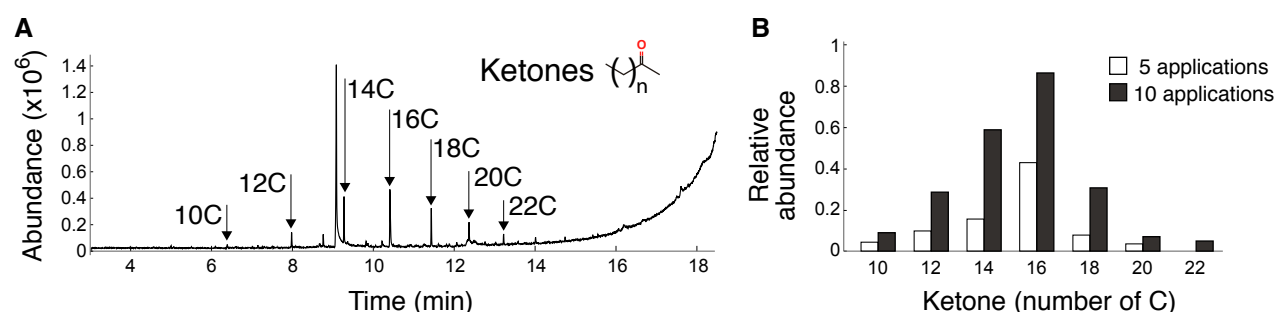 A
Abundance (x10⁶)
1.4
1.2
1
0.8
0.6
0.4
0.2
0
4 6 8 10 12 14 16 18
Time (min)
10C
12C
14C
16C
18C
20C
22C
Ketones
O
( )n
B
Relative
abundance
1
0.8
0.6
0.4
0.2
0
10 12 14 16 18 20 22
Ketone (number of C)
5 applications
10 applications